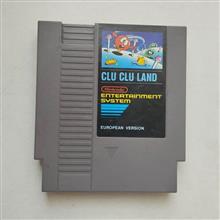 CLU CLU LAND
Nintendo
ENTERTAINMENT
SYSTEM
EUROPEAN VERSION